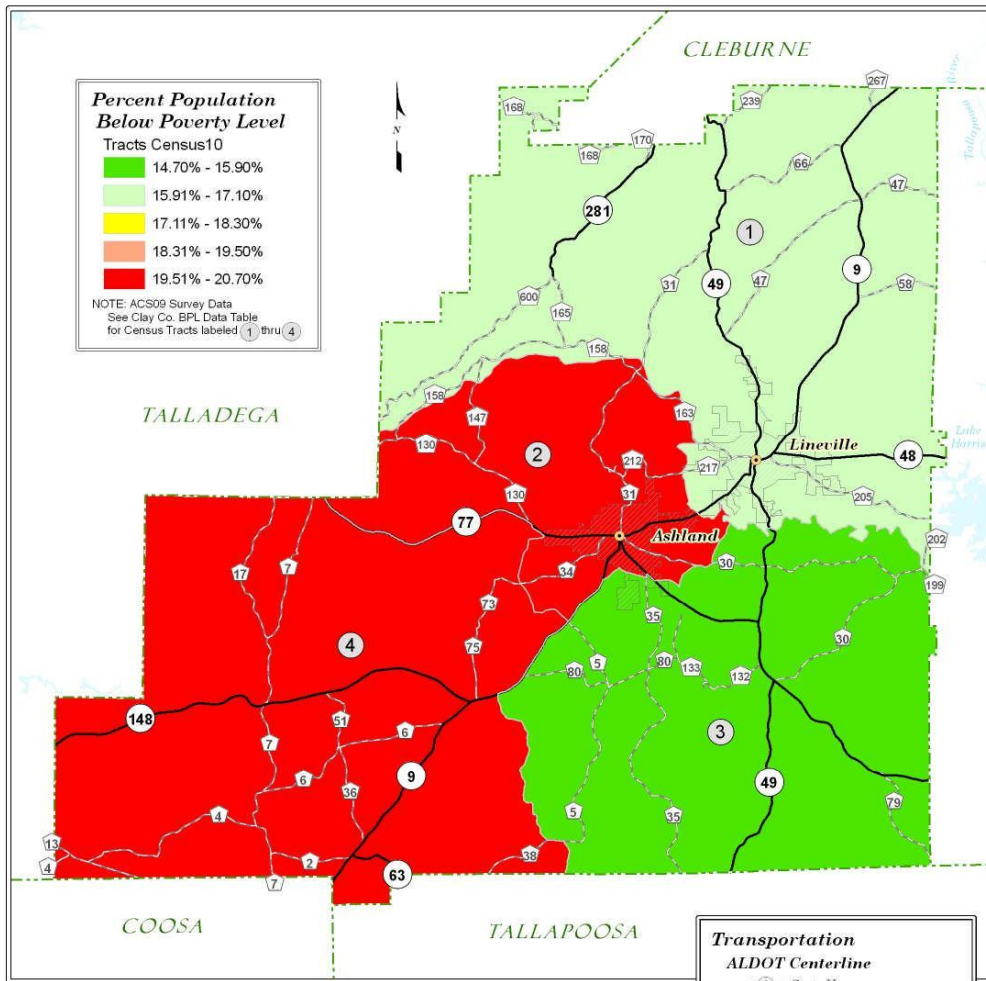 CLEBURNE
Percent Population
Below Poverty Level
Tracts Census10
14.70% - 15.90%
15.91% - 17.10%
17.11% - 18.30%
18.31% - 19.50%
19.51% - 20.70%
NOTE: ACS09 Survey Data
See Clay Co. BPL Data Table
for Census Tracts labeled 1 thru 4
N
267
239
168
170
168
66
47
281
1
49
47
9
31
58
600
165
158
158
163
147
130
2
212
217
Lineville
48
Lake
Harris
River
Tallapoosa
TALLADEGA
130
31
205
77
Ashland
202
17
7
34
30
199
73
35
30
4
75
80
5
80
133
132
148
51
7
6
3
6
9
36
49
79
4
5
35
13
4
2
38
7
63
COOSA
TALLAPOOSA
Transportation
ALDOT Centerline